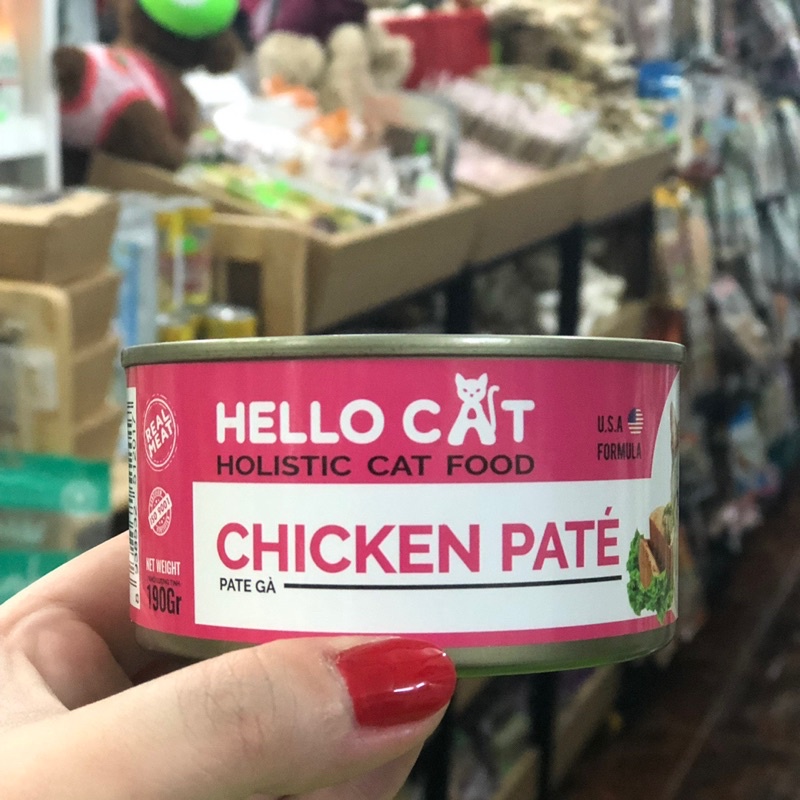 HELLO CAT
HOLISTIC CAT FOOD
U.S.A
FORMULA
REAL
MEAT
CHICKEN PATÉ
PATE GÀ
NET WEIGHT
190Gr